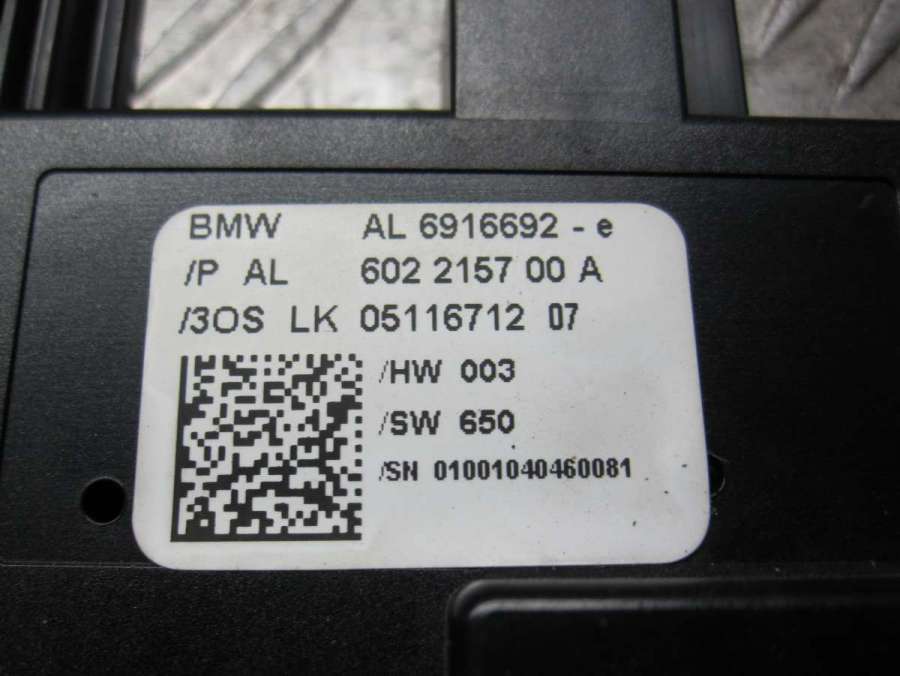 BMW AL 6916692 - e
/P AL 602 2157 00 A
/3OS LK 05116712 07
/HW 003
/SW 650
/SN 01001040460081